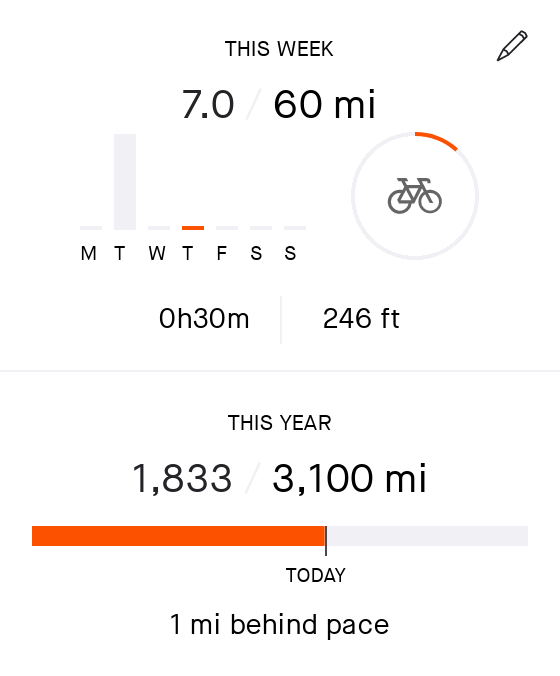 THIS WEEK
7.0 / 60 mi
M T W T F S S
0h30m 246 ft
THIS YEAR
1,833 / 3,100 mi
TODAY
1 mi behind pace